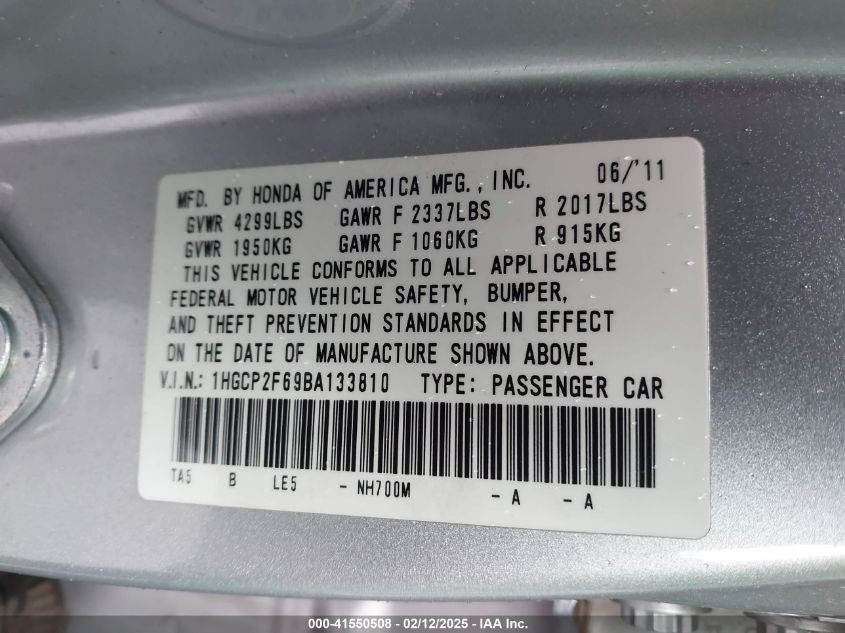 MFD. BY HONDA OF AMERICA MFG., INC. 06/'11
GVWR 4299LBS GAWR F 2337LBS R 2017LBS
GVWR 1950KG GAWR F 1060KG R 915KG
THIS VEHICLE CONFORMS TO ALL APPLICABLE
FEDERAL MOTOR VEHICLE SAFETY, BUMPER,
AND THEFT PREVENTION STANDARDS IN EFFECT
ON THE DATE OF MANUFACTURE SHOWN ABOVE.
V.I.N.: 1HGCP2F69BA133810 TYPE: PASSENGER CAR
TA5 B LE5 - NH700M - A - A
000-41550508 - 02/12/2025 - IAA Inc.